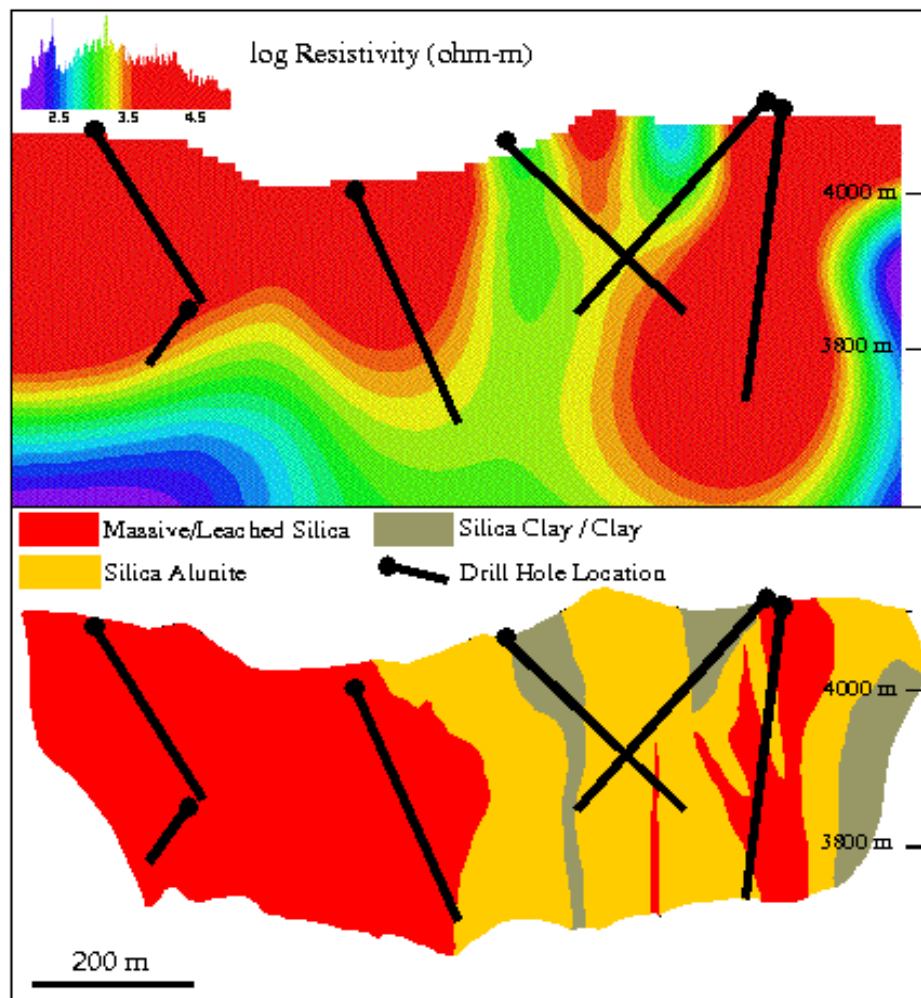 log Resistivity (ohm-m)
2.5 3.5 4.5
4000 m
3800 m
Massive/Leached Silica
Silica Clay / Clay
Silica Alunite
Drill Hole Location
4000 m
3800 m
200 m